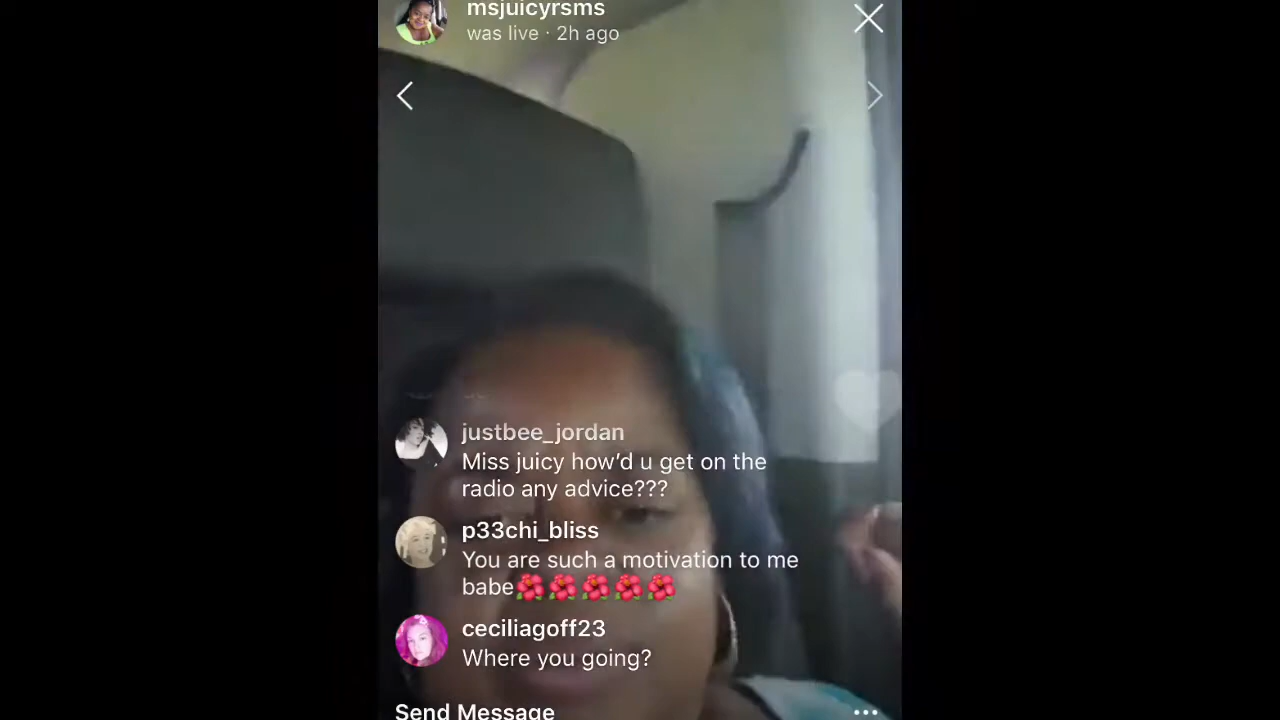 msjuicyrsms
was live · 2h ago
justbee_jordan
Miss juicy how’d u get on the
radio any advice???
p33chi_bliss
You are such a motivation to me
babe🌺🌺🌺🌺🌺
ceciliagoff23
Where you going?
Send Message